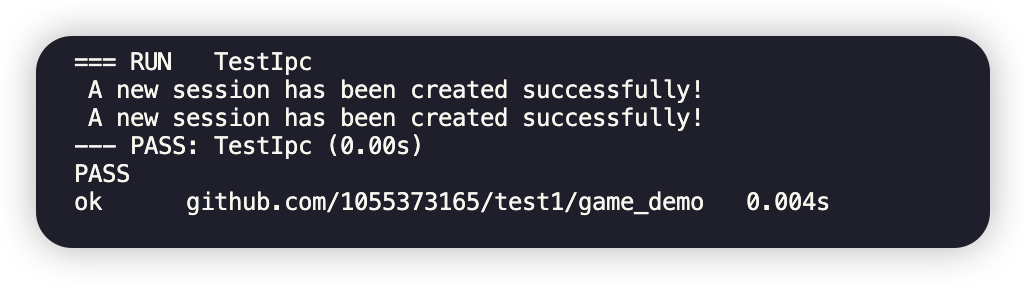 === RUN   TestIpc
 A new session has been created successfully!
 A new session has been created successfully!
--- PASS: TestIpc (0.00s)
PASS
ok      github.com/1055373165/test1/game_demo   0.004s